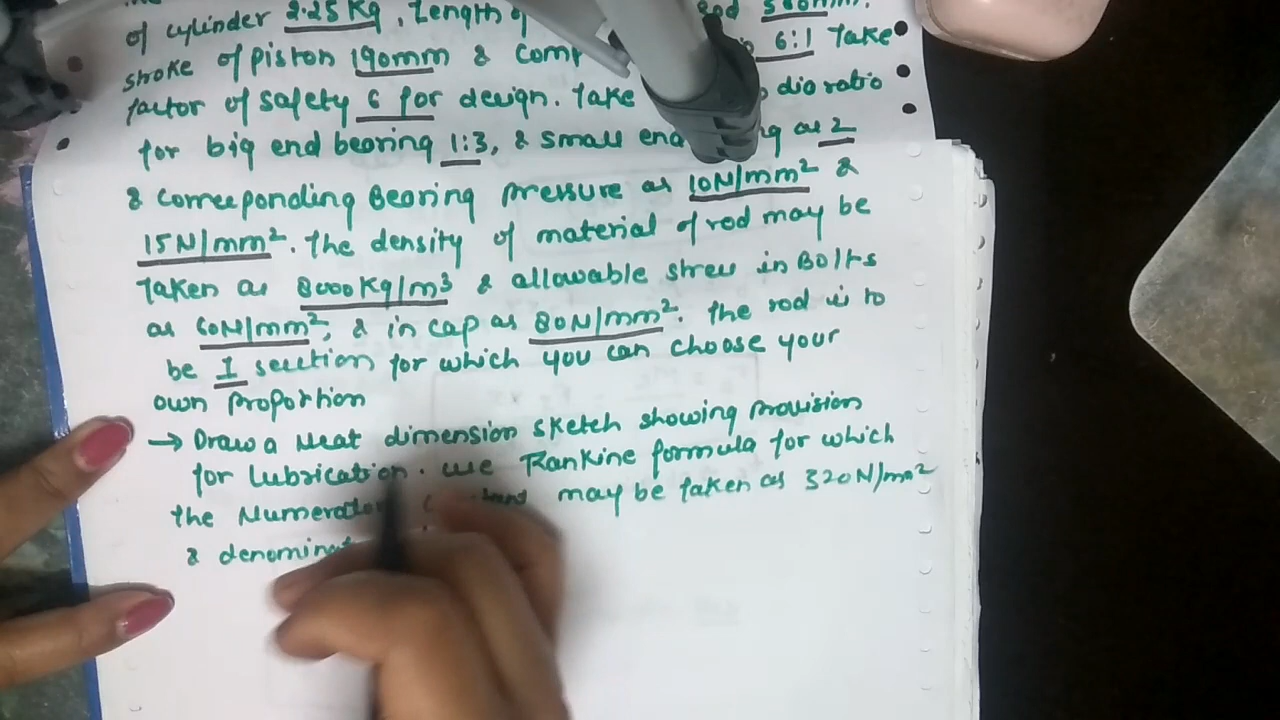 of cylinder 2.25 Kg, Length of
stroke of piston 190mm & Comp 6:1 Take
factor of safety 6 for design. Take dia ratio
for big end bearing 1:3, & small end as 2
& corresponding Bearing pressure as 10N/mm² &
15N/mm². The density of material of rod may be
Taken as 8000Kg/m³ & allowable stress in Bolts
as 60N/mm², & in cap as 80N/mm². The rod is to
be I section for which you can choose your
own proportion
→ Draw a Neat dimension sketch showing provision
for lubrication. use Rankine formula for which
the Numerator may be taken as 320N/mm²
& denominat